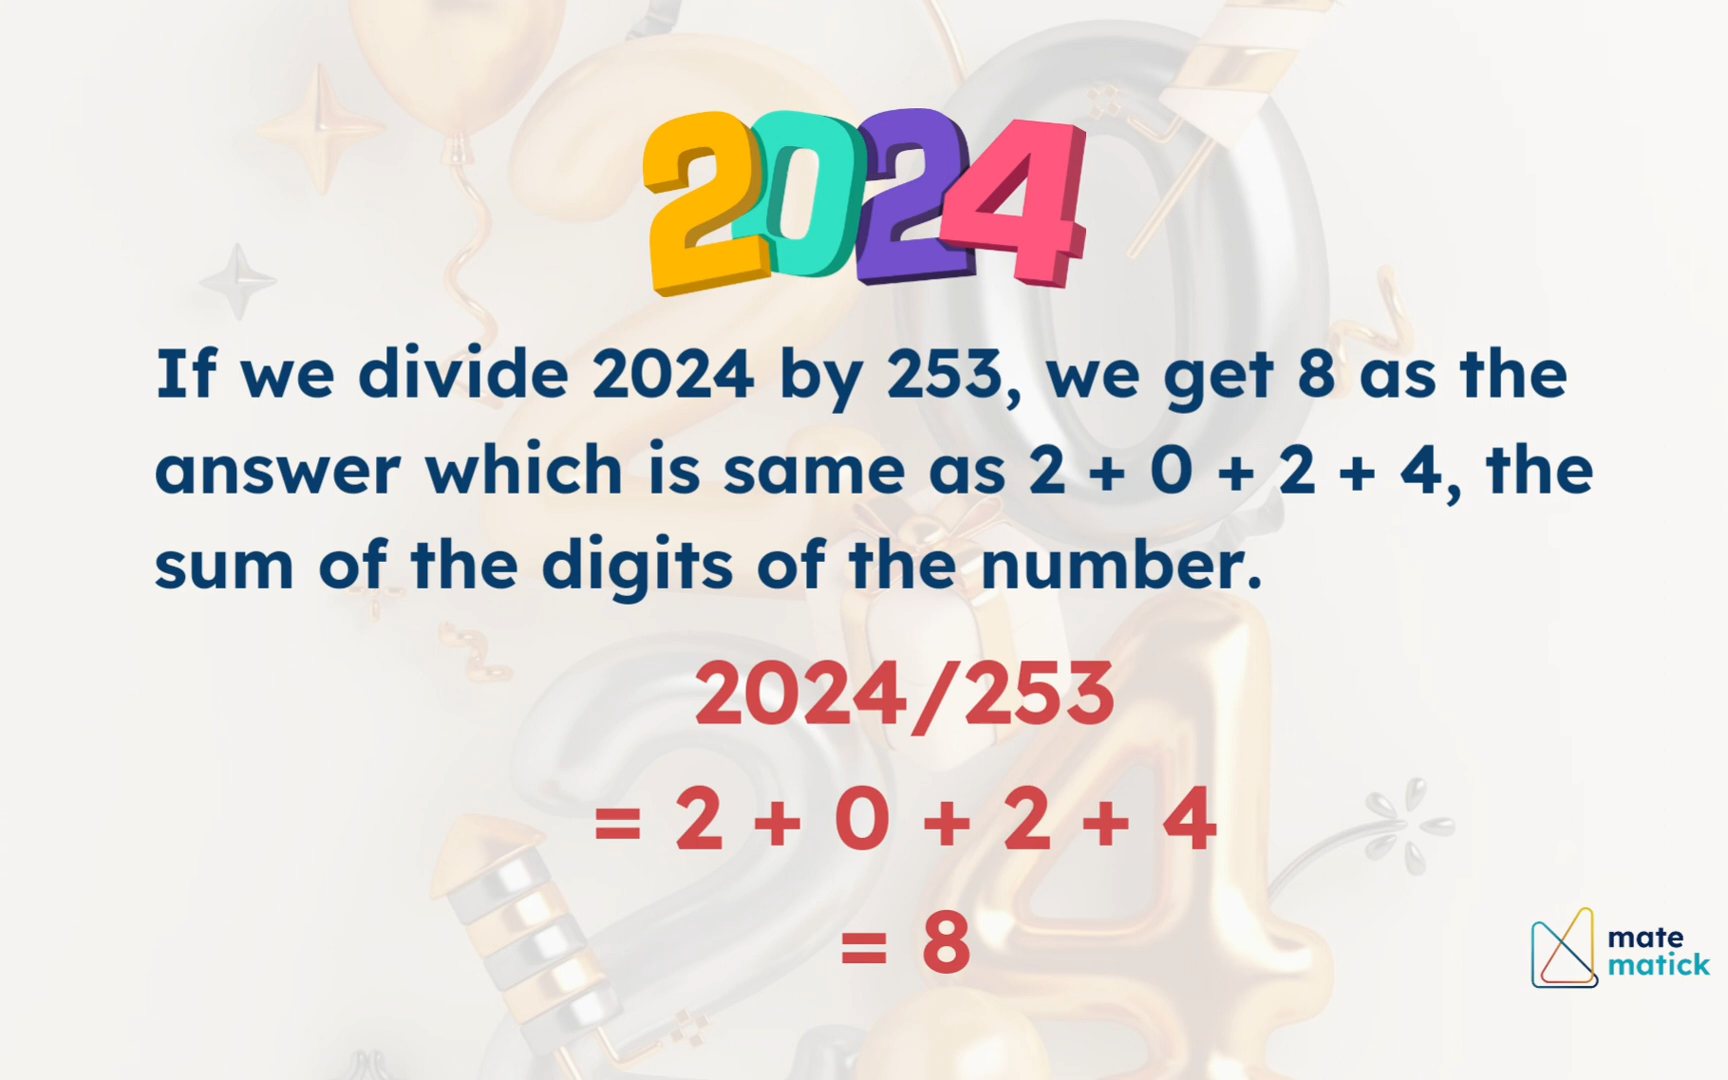 2024
If we divide 2024 by 253, we get 8 as the
answer which is same as 2 + 0 + 2 + 4, the
sum of the digits of the number.
2024/253
= 2 + 0 + 2 + 4
= 8
mate
matick